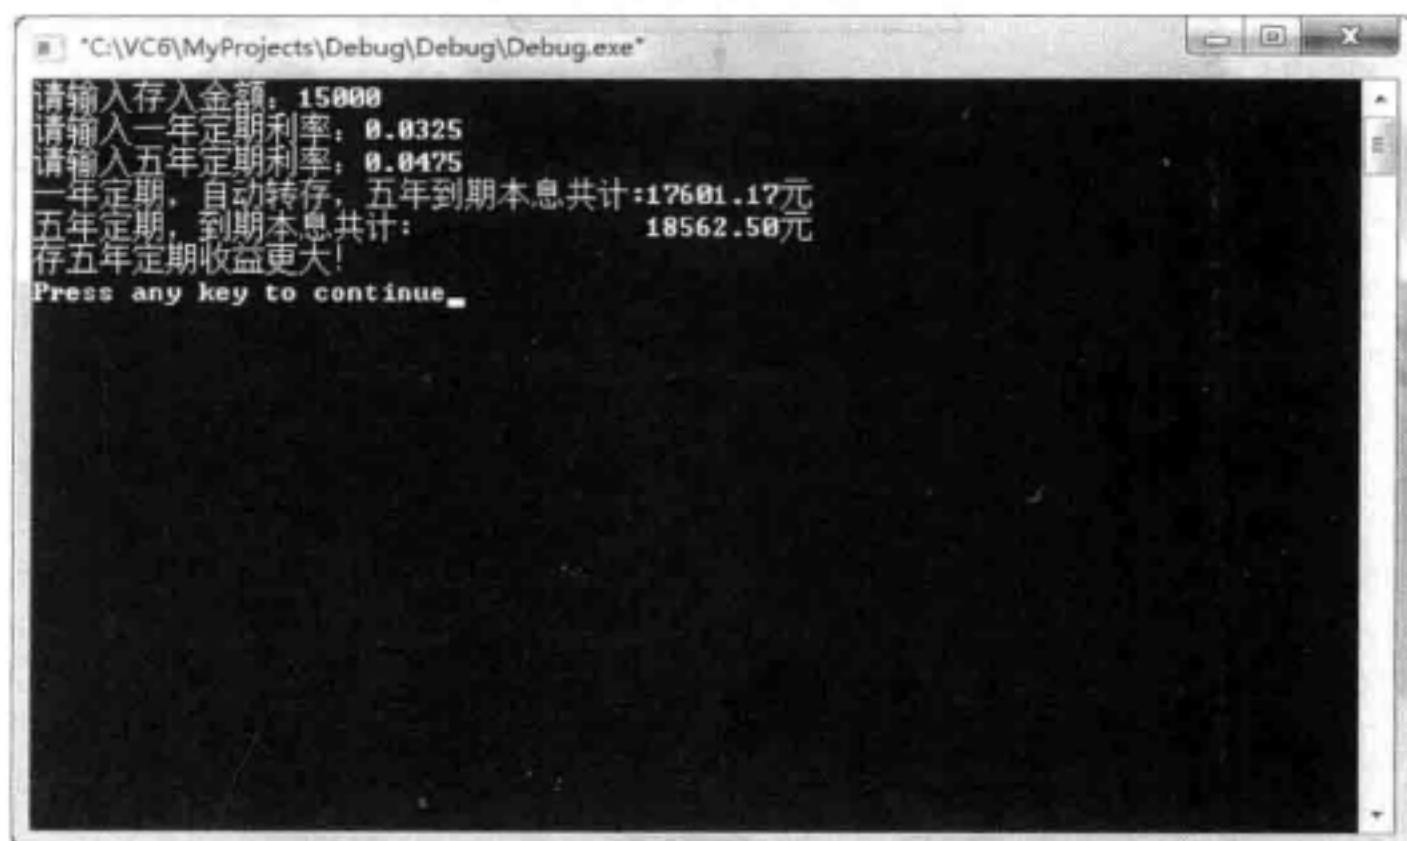 "C:\VC6\MyProjects\Debug\Debug\Debug.exe"
请输入存入金额：15000
请输入一年定期利率：0.0325
请输入五年定期利率：0.0475
一年定期，自动转存，五年到期本息共计:17601.17元
五年定期，到期本息共计: 18562.50元
存五年定期收益更大！
Press any key to continue